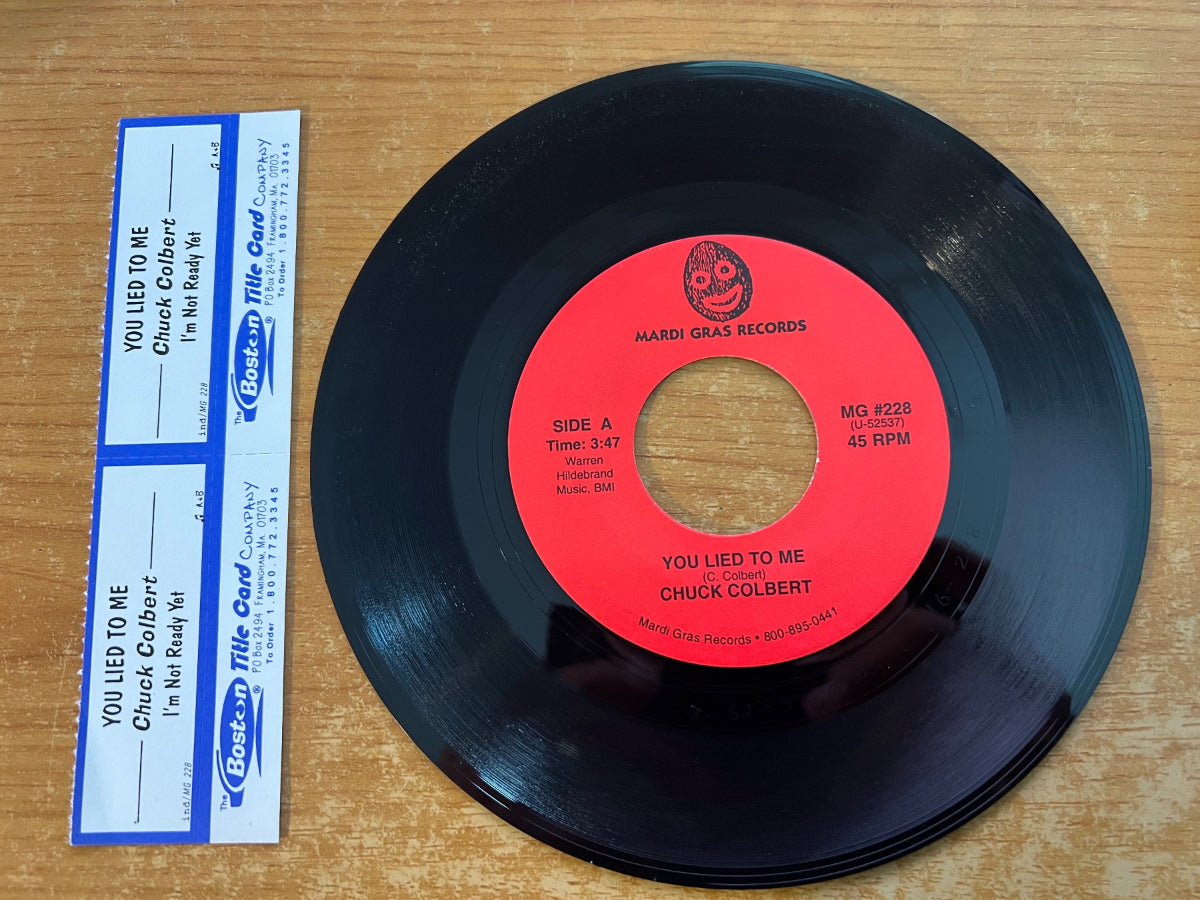 YOU LIED TO ME
Chuck Colbert
I'm Not Ready Yet
♫ A&B
ind/MG 228
The Boston Title Card COMPANY
®
PO Box 2494 FRAMINGHAM, MA. 01703
To Order 1.800.772.3345
YOU LIED TO ME
Chuck Colbert
I'm Not Ready Yet
♫ A&B
ind/MG 228
The Boston Title Card COMPANY
®
PO Box 2494 FRAMINGHAM, MA. 01703
To Order 1.800.772.3345
MARDI GRAS RECORDS
SIDE A
Time: 3:47
Warren
Hildebrand
Music, BMI
MG #228
(U-52537)
45 RPM
YOU LIED TO ME
(C. Colbert)
CHUCK COLBERT
Mardi Gras Records • 800-895-0441